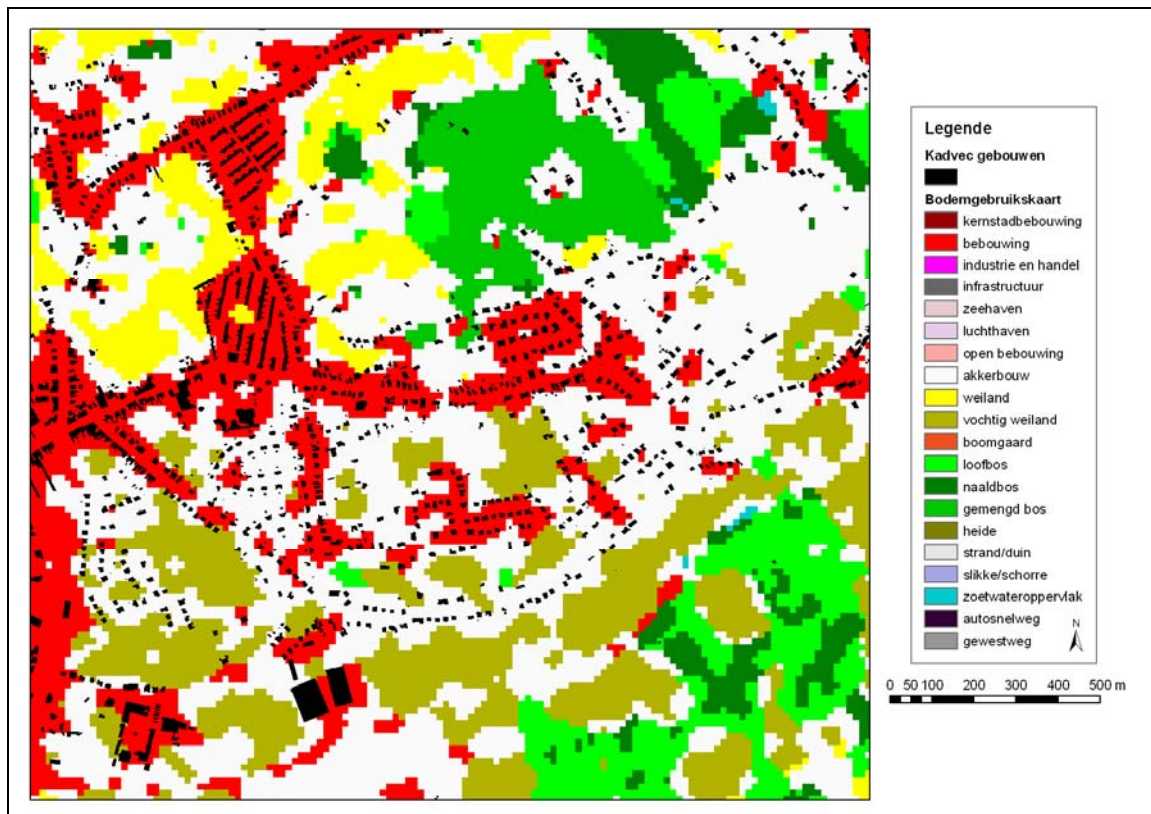 Legende
Kadvec gebouwen
Bodemgebruikskaart
kernstadbebouwing
bebouwing
industrie en handel
infrastructuur
zeehaven
luchthaven
open bebouwing
akkerbouw
weiland
vochtig weiland
boomgaard
loofbos
naaldbos
gemengd bos
heide
strand/duin
slikke/schorre
zoetwateroppervlak
autosnelweg
gewestweg
N
0 50 100 200 300 400 500 m